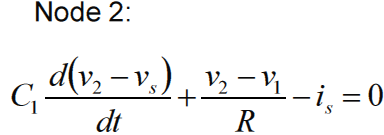 Node 2:
C₁ d(v₂ − vₛ)/dt + (v₂ − v₁)/R − iₛ = 0